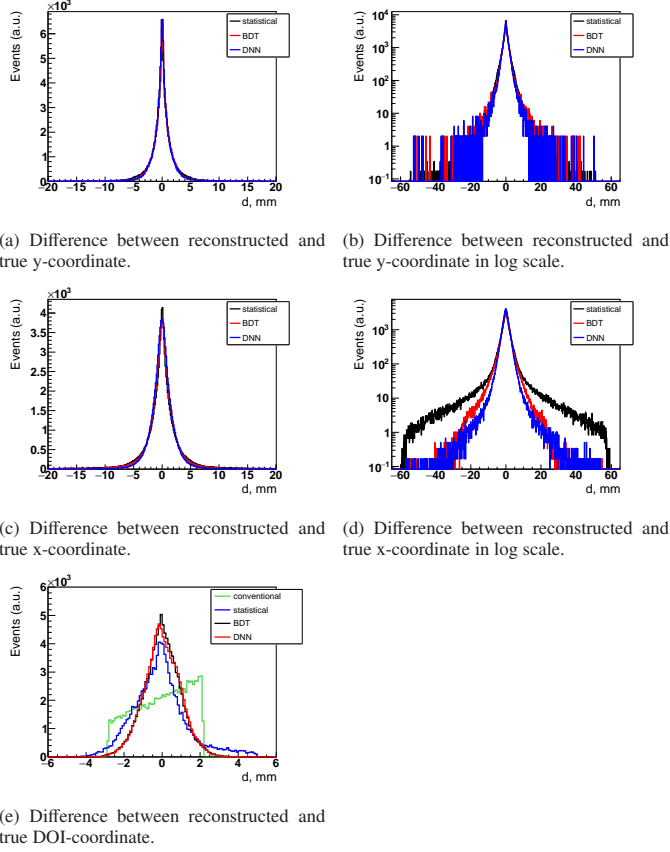 ×10³
Events (a.u.)
6
5
4
3
2
1
0
−20 −15 −10 −5 0 5 10 15 20
d, mm
statistical
BDT
DNN
(a) Difference between reconstructed and
true y-coordinate.
Events (a.u.)
10⁴
10³
10²
10
1
10⁻¹
−60 −40 −20 0 20 40 60
d, mm
statistical
BDT
DNN
(b) Difference between reconstructed and
true y-coordinate in log scale.
×10³
Events (a.u.)
4
3.5
3
2.5
2
1.5
1
0.5
0
−20 −15 −10 −5 0 5 10 15 20
d, mm
statistical
BDT
DNN
(c) Difference between reconstructed and
true x-coordinate.
Events (a.u.)
10³
10²
10
1
10⁻¹
−60 −40 −20 0 20 40 60
d, mm
statistical
BDT
DNN
(d) Difference between reconstructed and
true x-coordinate in log scale.
×10³
Events (a.u.)
6
5
4
3
2
1
0
−6 −4 −2 0 2 4 6
d, mm
conventional
statistical
BDT
DNN
(e) Difference between reconstructed and
true DOI-coordinate.